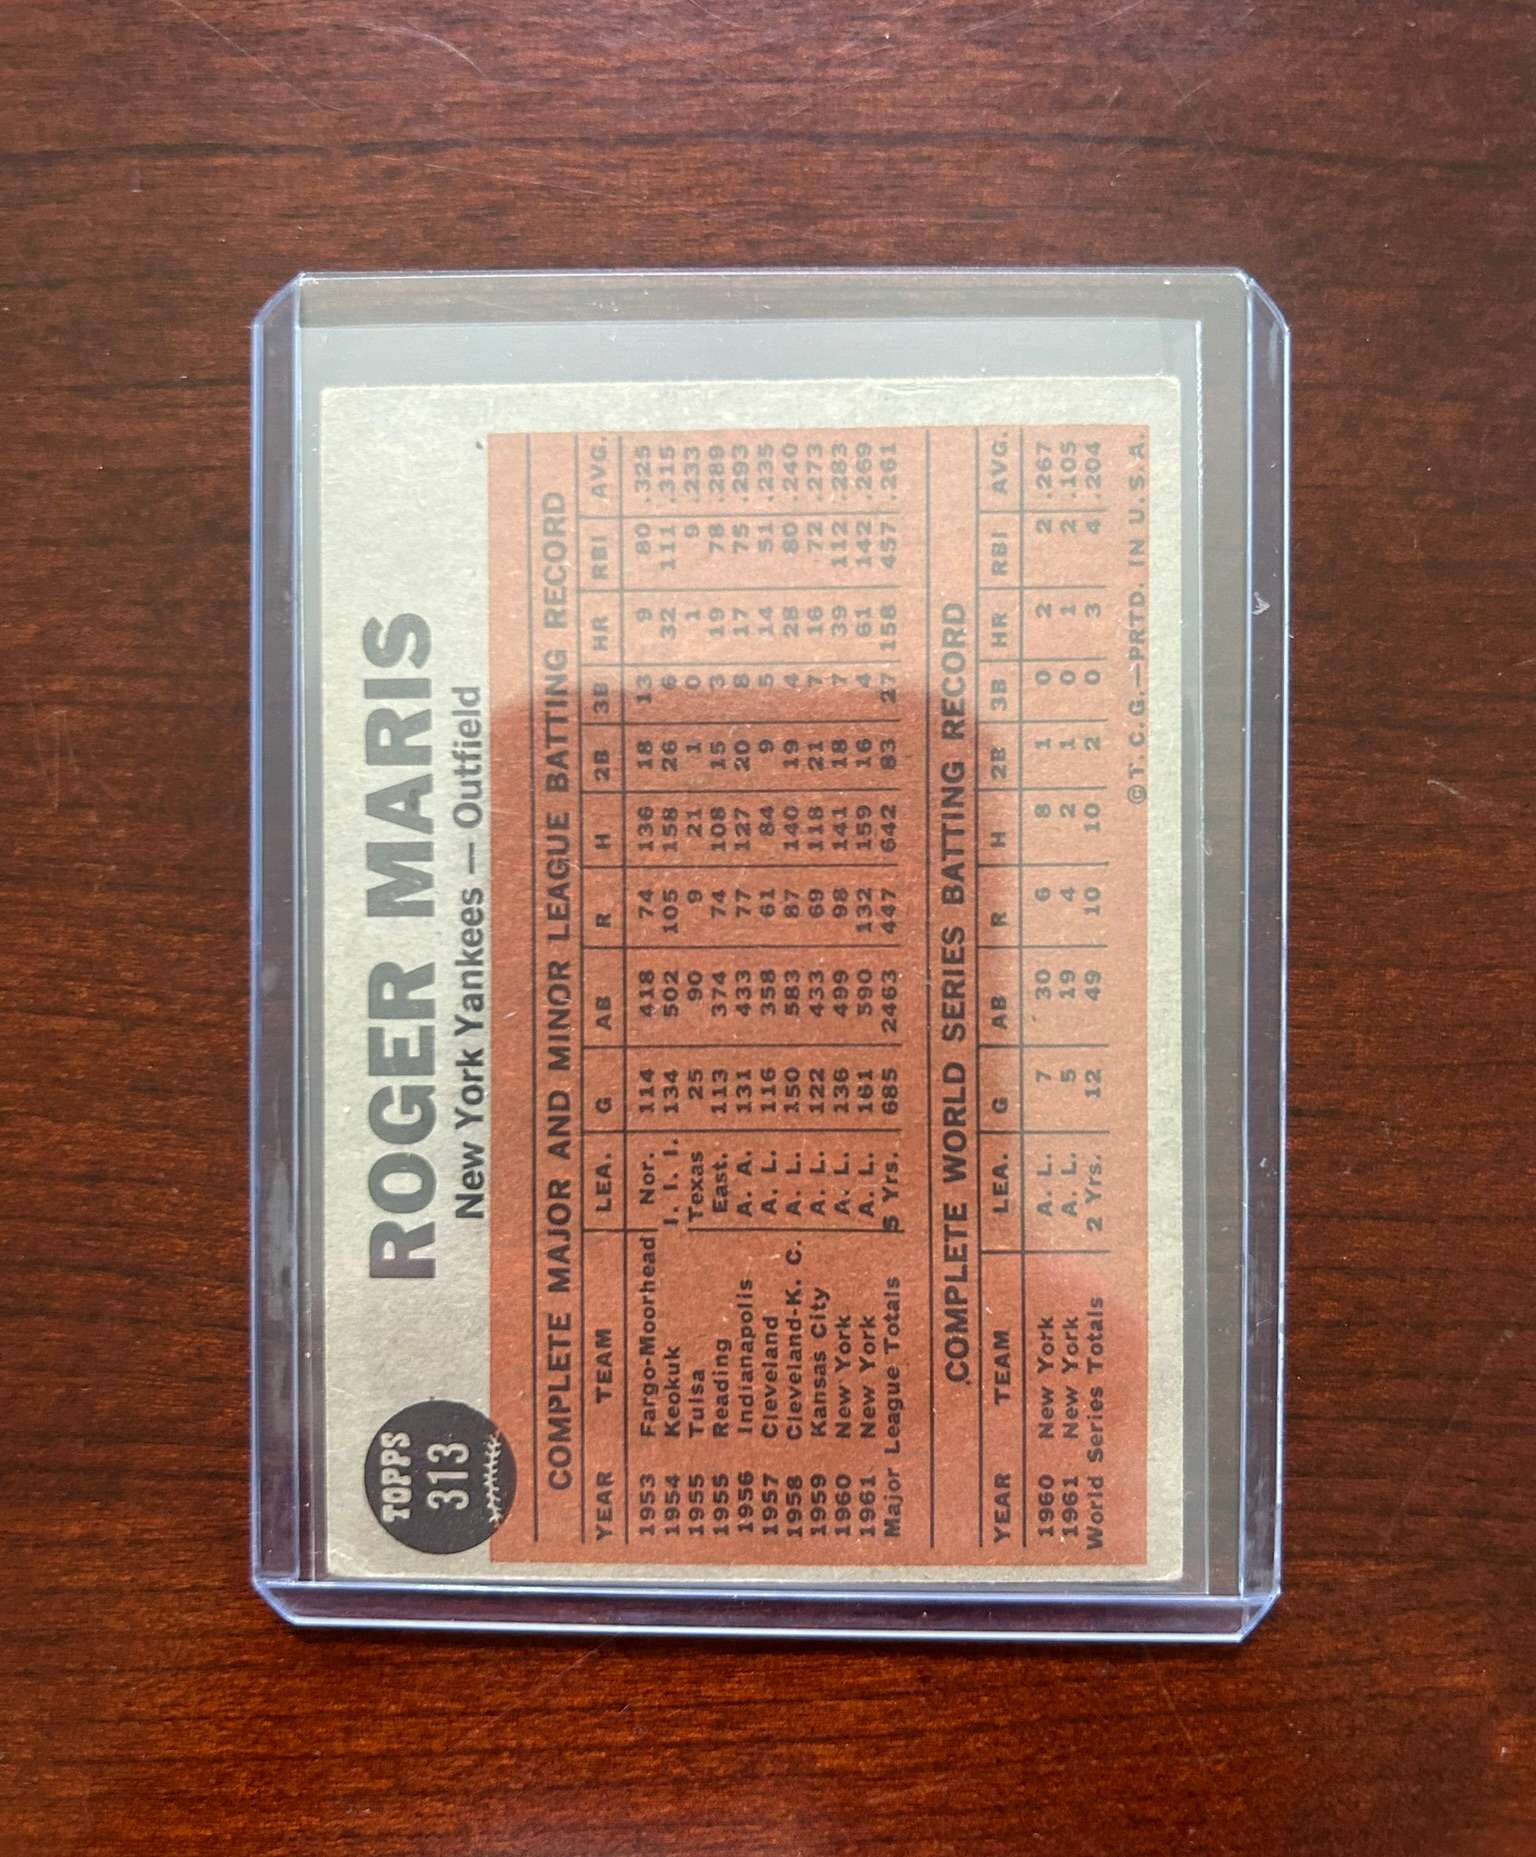 TOPPS
313
ROGER MARIS
New York Yankees — Outfield
COMPLETE MAJOR AND MINOR LEAGUE BATTING RECORD
YEAR TEAM LEA. G AB R H 2B 3B HR RBI AVG.
1953 Fargo-Moorhead Nor. 114 418 74 136 18 13 9 80 .325
1954 Keokuk I. I. I. 134 502 105 158 26 6 32 111 .315
1955 Tulsa Texas 25 90 9 21 1 0 1 9 .233
1955 Reading East. 113 374 74 108 15 3 19 78 .289
1956 Indianapolis A. A. 131 433 77 127 20 8 17 75 .293
1957 Cleveland A. L. 116 358 61 84 9 5 14 51 .235
1958 Cleveland-K. C. A. L. 150 583 87 140 19 4 28 80 .240
1959 Kansas City A. L. 122 433 69 118 21 7 16 72 .273
1960 New York A. L. 136 499 98 141 18 7 39 112 .283
1961 New York A. L. 161 590 132 159 16 4 61 142 .269
Major League Totals 5 Yrs. 685 2463 447 642 83 27 158 457 .261
COMPLETE WORLD SERIES BATTING RECORD
YEAR TEAM LEA. G AB R H 2B 3B HR RBI AVG.
1960 New York A. L. 7 30 6 8 1 0 2 2 .267
1961 New York A. L. 5 19 4 2 1 0 1 2 .105
World Series Totals 2 Yrs. 12 49 10 10 2 0 3 4 .204
©T. C. G.—PRTD. IN U.S.A.